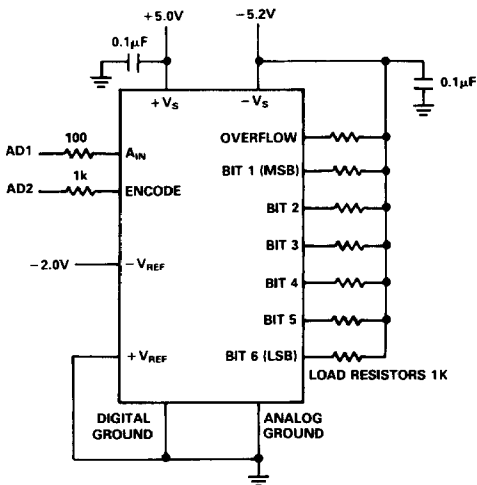 +5.0V
−5.2V
0.1µF
0.1µF
+VS
−VS
OVERFLOW
100
AD1
AIN
BIT 1 (MSB)
1k
AD2
ENCODE
BIT 2
BIT 3
−2.0V
−VREF
BIT 4
BIT 5
+VREF
BIT 6 (LSB)
LOAD RESISTORS 1K
DIGITAL
GROUND
ANALOG
GROUND